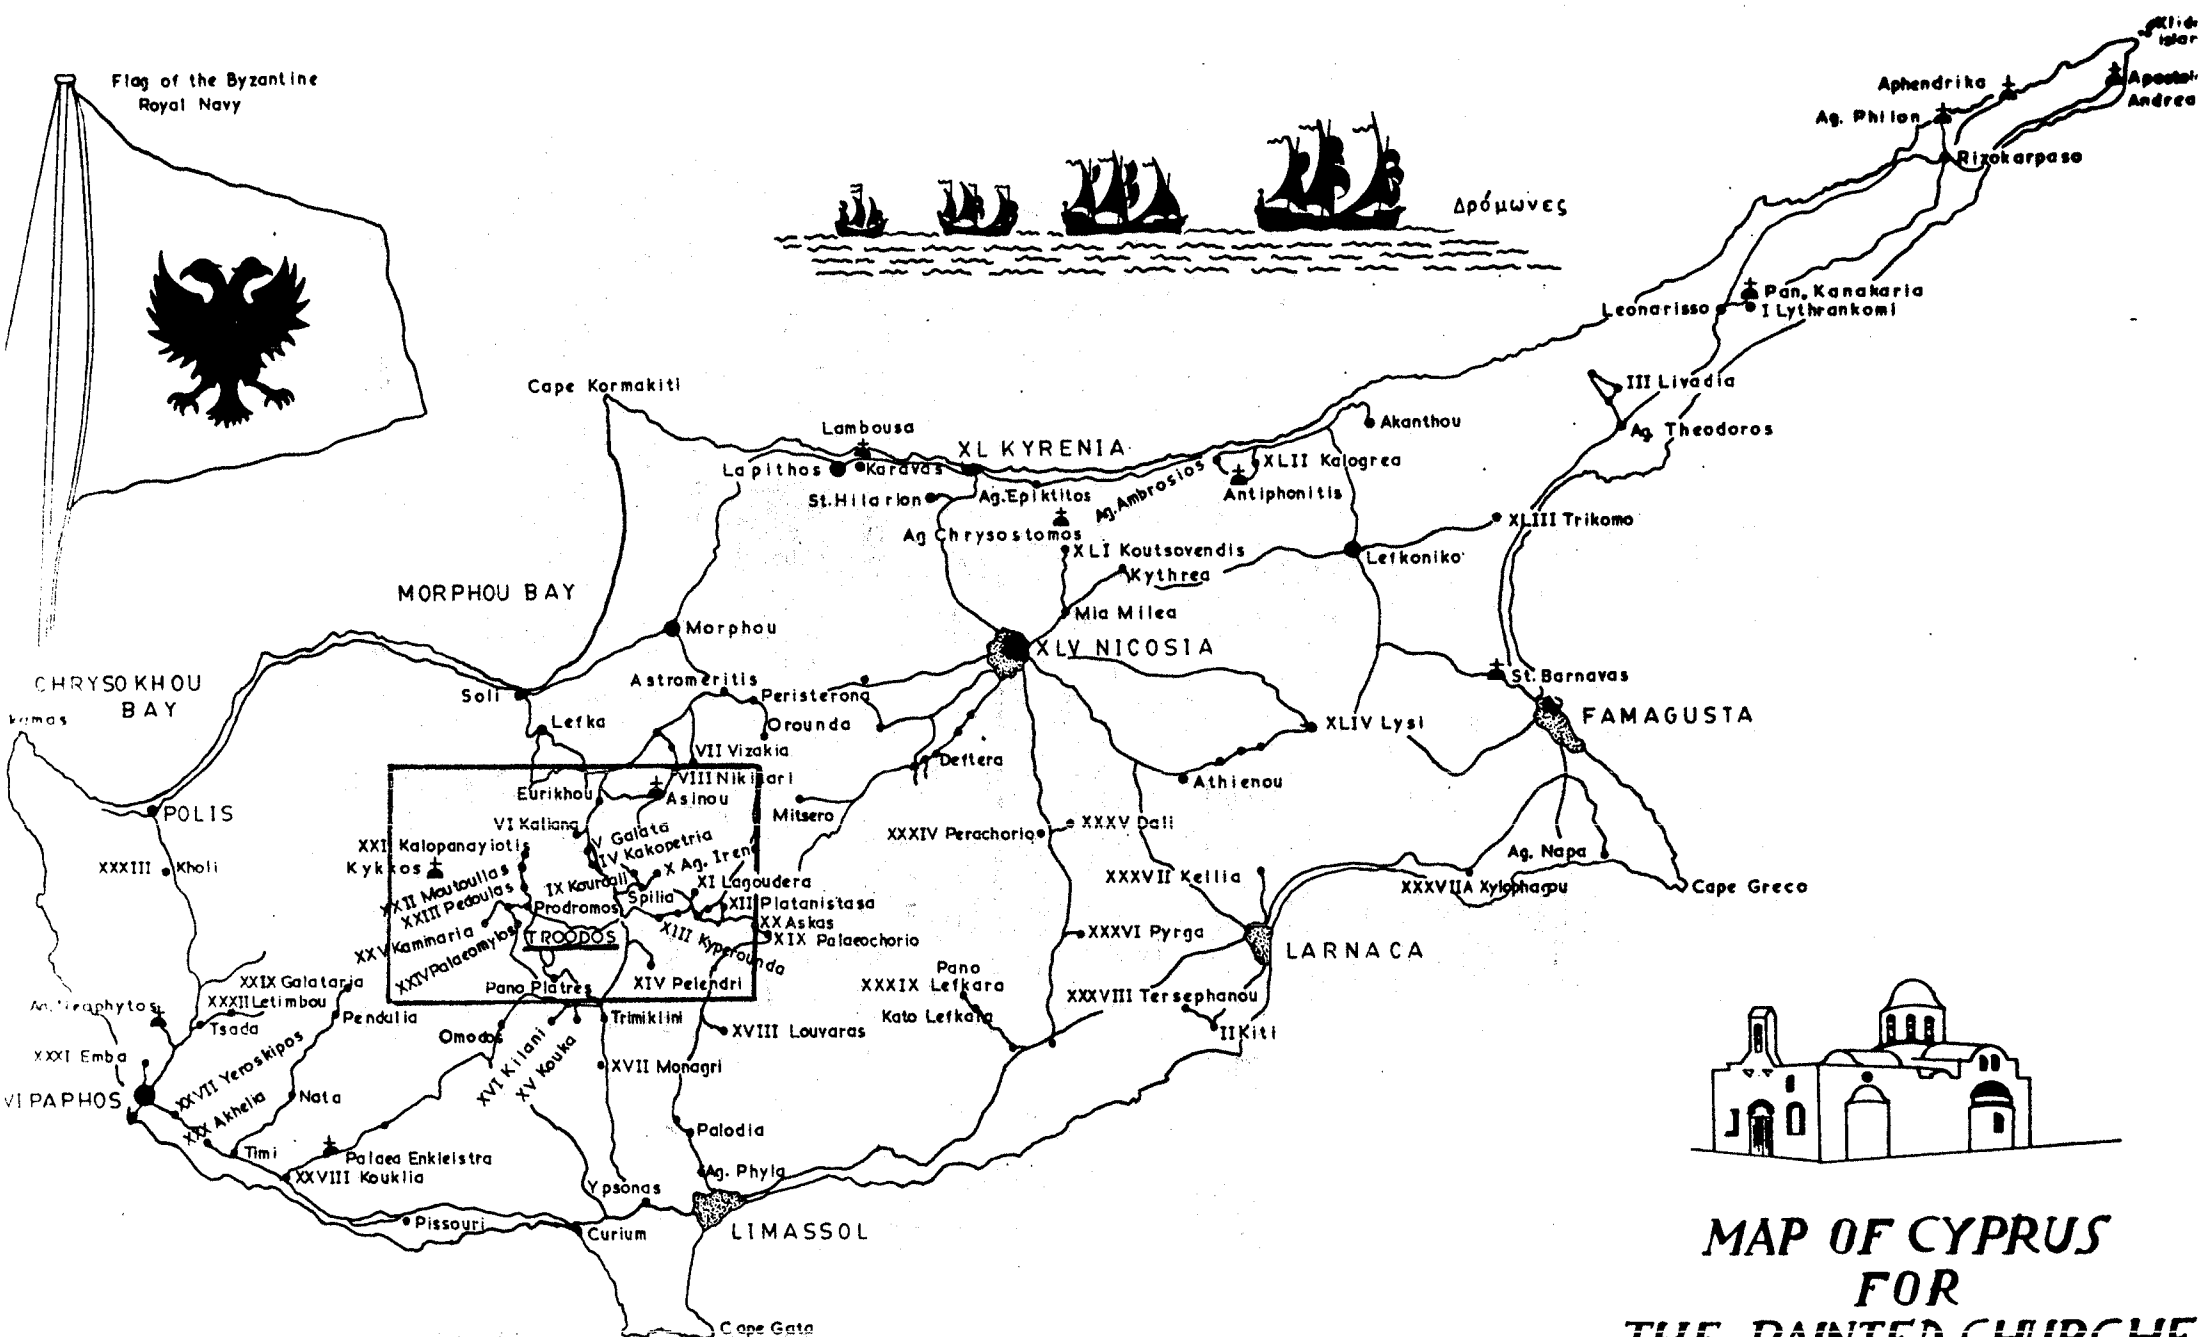 Flag of the Byzantine
Royal Navy
Δρόμωνες
Aphendrika
Ag. Philon
Andrea
Rizokarpaso
Pan, Kanakaria
Leonarisso
I Lythrankomi
III Livadia
Ag. Theodoros
Cape Kormakiti
Akanthou
Lambousa
XL KYRENIA
Lapithos
Karavas
XLII Kalogrea
St. Hilarion
Ag. Epiktitos
Ag. Ambrosios
Antiphonitis
XLIII Trikomo
Ag Chrysostomos
XLI Koutsovendis
Lefkoniko
Kythrea
MORPHOU BAY
Mia Milea
Morphou
XLV NICOSIA
CHRYSOKHOU
BAY
kamas
Soli
Astromeritis
Peristerona
St. Barnavas
Lefka
Orounda
XLIV Lysi
FAMAGUSTA
VII Vizakia
Deftera
VIII Nikitari
Athienou
Eurikhou
Asinou
POLIS
Mitsero
VI Kaliana
V Galata
XXXIV Perachorio
XXXV Dali
XXI Kalopanayiotis
IV Kakopetria
Kykkos
X Ag. Irene
Ag. Napa
XXXIII Kholi
XXII Moutoullas
IX Kourdali
XI Lagoudera
XXXVII Kellia
XXXVIIA Xylophagou
Cape Greco
XXIII Pedoulas
Spilia
XII Platanistasa
Prodromos
XX Askas
XXV Kaminaria
TROODOS
XIII Kyperounda
XIX Palaeochorio
XXXVI Pyrga
LARNACA
XXIV Palaeomylos
XXIX Galataria
Pano Platres
XIV Pelendri
Pano
XXXIX Lefkara
XXXVIII Tersephanou
XXXII Letimbou
Kato Lefkara
Tsada
Pendulia
Omodos
Trimiklini
XVIII Louvaras
II Kiti
XXXI Emba
XXVII Yeroskipos
XVI Kilani
XV Kouka
XVII Monagri
VI PAPHOS
XXX Akhelia
Nata
Palodia
Timi
Palaea Enkleistra
XXVIII Kouklia
Ag. Phyla
Ypsonas
Pissouri
Curium
LIMASSOL
Cape Gata
MAP OF CYPRUS
FOR
THE PAINTED CHURCHE